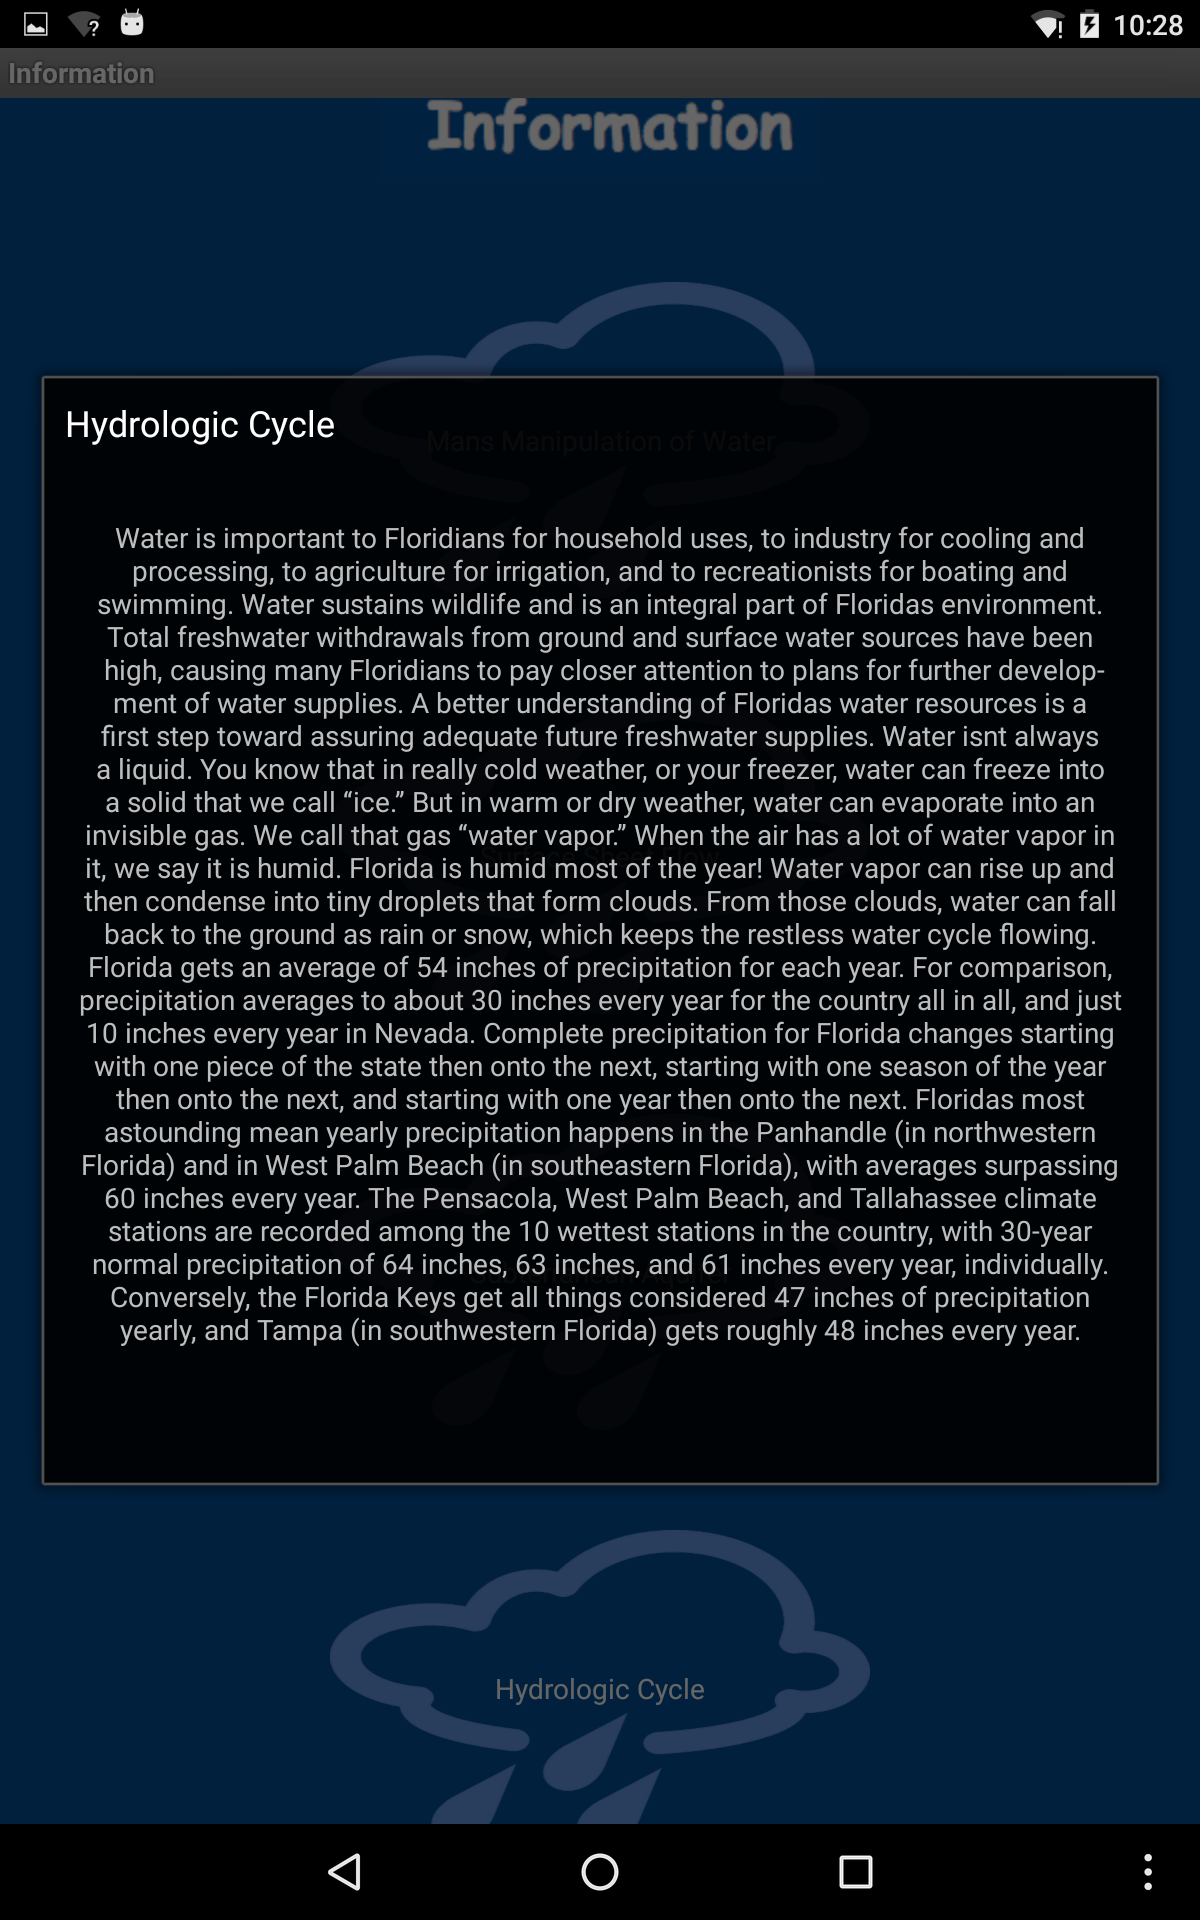 10:28
Information
Information
Mans Manipulation of Water
Hydrologic Cycle
Water is important to Floridians for household uses, to industry for cooling and
processing, to agriculture for irrigation, and to recreationists for boating and
swimming. Water sustains wildlife and is an integral part of Floridas environment.
Total freshwater withdrawals from ground and surface water sources have been
high, causing many Floridians to pay closer attention to plans for further develop-
ment of water supplies. A better understanding of Floridas water resources is a
first step toward assuring adequate future freshwater supplies. Water isnt always
a liquid. You know that in really cold weather, or your freezer, water can freeze into
a solid that we call “ice.” But in warm or dry weather, water can evaporate into an
invisible gas. We call that gas “water vapor.” When the air has a lot of water vapor in
it, we say it is humid. Florida is humid most of the year! Water vapor can rise up and
then condense into tiny droplets that form clouds. From those clouds, water can fall
back to the ground as rain or snow, which keeps the restless water cycle flowing.
Florida gets an average of 54 inches of precipitation for each year. For comparison,
precipitation averages to about 30 inches every year for the country all in all, and just
10 inches every year in Nevada. Complete precipitation for Florida changes starting
with one piece of the state then onto the next, starting with one season of the year
then onto the next, and starting with one year then onto the next. Floridas most
astounding mean yearly precipitation happens in the Panhandle (in northwestern
Florida) and in West Palm Beach (in southeastern Florida), with averages surpassing
60 inches every year. The Pensacola, West Palm Beach, and Tallahassee climate
stations are recorded among the 10 wettest stations in the country, with 30-year
normal precipitation of 64 inches, 63 inches, and 61 inches every year, individually.
Conversely, the Florida Keys get all things considered 47 inches of precipitation
yearly, and Tampa (in southwestern Florida) gets roughly 48 inches every year.
Hydrologic Cycle